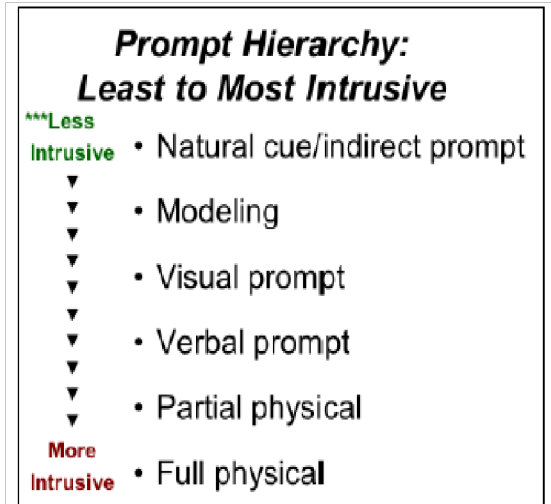 Prompt Hierarchy:
Least to Most Intrusive
***Less
Intrusive
• Natural cue/indirect prompt
• Modeling
• Visual prompt
• Verbal prompt
• Partial physical
More
Intrusive
• Full physical